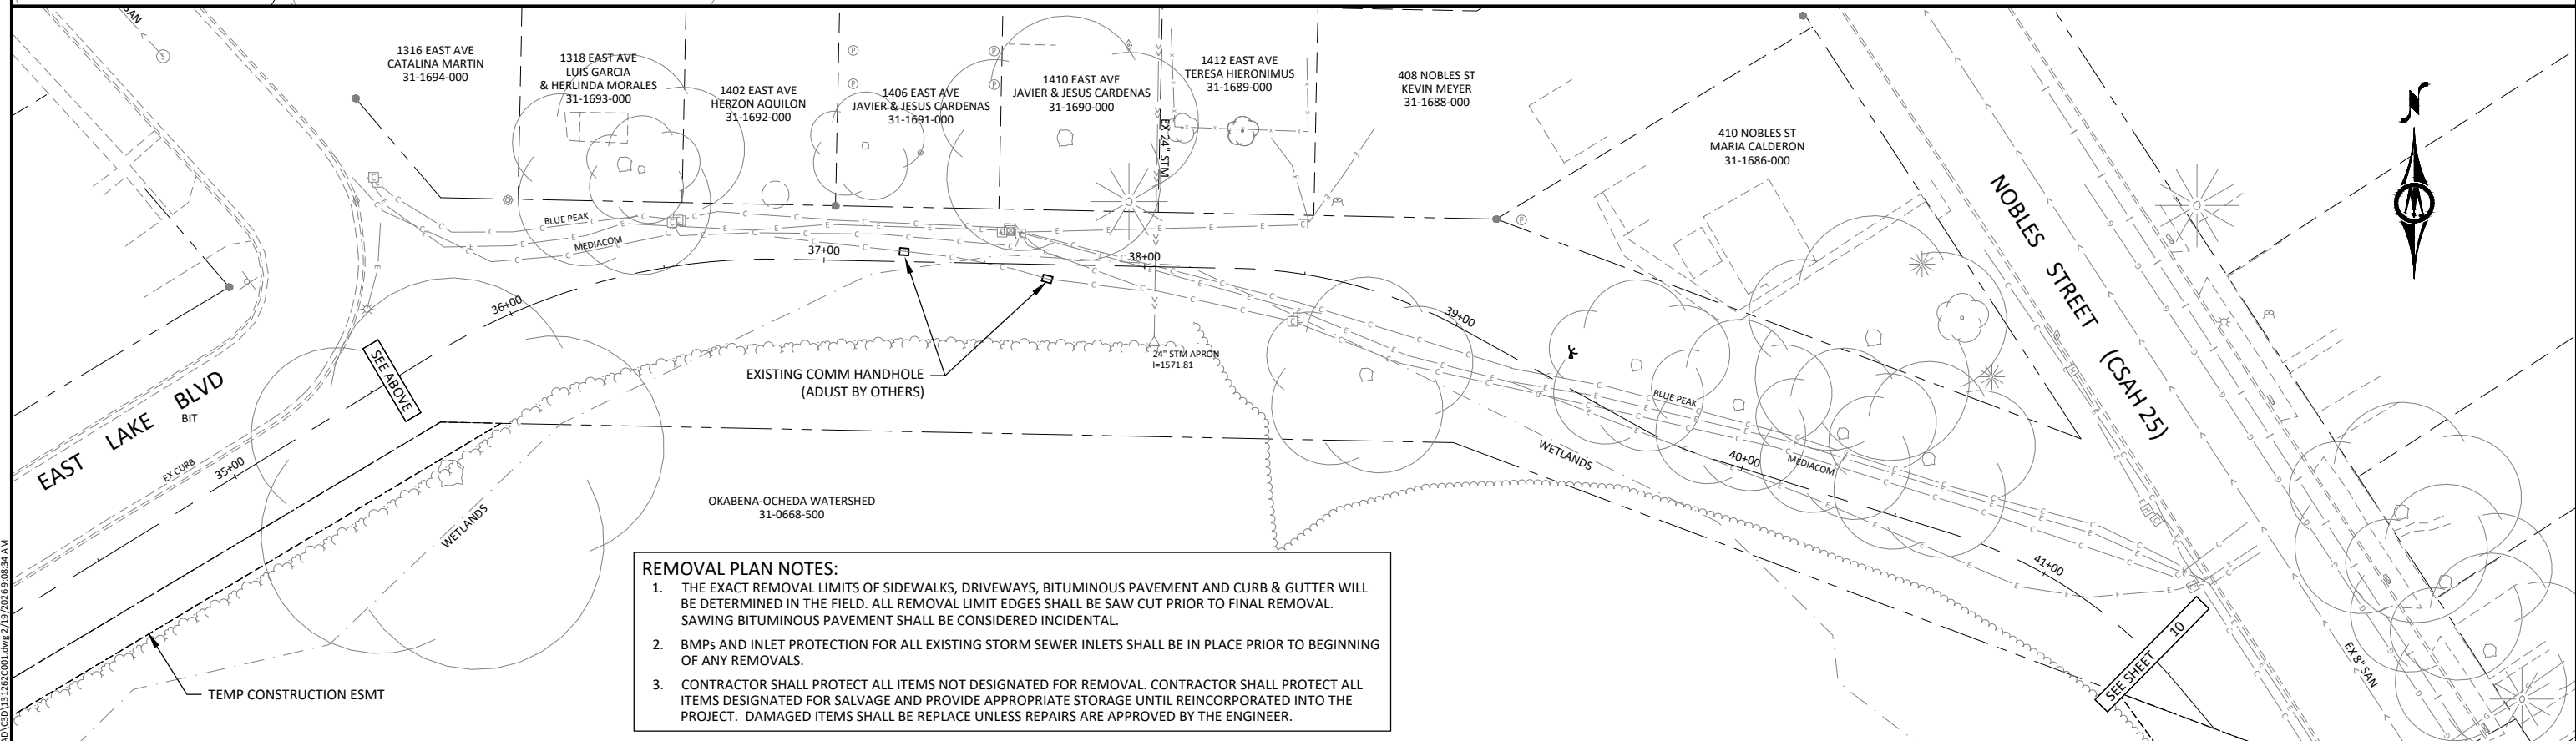 SAN
S
1316 EAST AVE
CATALINA MARTIN
31-1694-000
1318 EAST AVE
LUIS GARCIA
& HERLINDA MORALES
31-1693-000
1402 EAST AVE
HERZON AQUILON
31-1692-000
1406 EAST AVE
JAVIER & JESUS CARDENAS
31-1691-000
1410 EAST AVE
JAVIER & JESUS CARDENAS
31-1690-000
EX 24" STM
1412 EAST AVE
TERESA HIERONIMUS
31-1689-000
408 NOBLES ST
KEVIN MEYER
31-1688-000
410 NOBLES ST
MARIA CALDERON
31-1686-000
N
NOBLES STREET (CSAH 25)
BLUE PEAK
MEDIACOM
36+00
37+00
38+00
39+00
24" STM APRON
I=1571.81
EXISTING COMM HANDHOLE
(ADUST BY OTHERS)
SEE ABOVE
EAST LAKE BLVD
BIT
EX CURB
35+00
WETLANDS
OKABENA-OCHEDA WATERSHED
31-0668-500
BLUE PEAK
WETLANDS
40+00
MEDIACOM
41+00
SEE SHEET 10
EX 8" SAN
TEMP CONSTRUCTION ESMT
REMOVAL PLAN NOTES:
1. THE EXACT REMOVAL LIMITS OF SIDEWALKS, DRIVEWAYS, BITUMINOUS PAVEMENT AND CURB & GUTTER WILL
BE DETERMINED IN THE FIELD. ALL REMOVAL LIMIT EDGES SHALL BE SAW CUT PRIOR TO FINAL REMOVAL.
SAWING BITUMINOUS PAVEMENT SHALL BE CONSIDERED INCIDENTAL.
2. BMPs AND INLET PROTECTION FOR ALL EXISTING STORM SEWER INLETS SHALL BE IN PLACE PRIOR TO BEGINNING
OF ANY REMOVALS.
3. CONTRACTOR SHALL PROTECT ALL ITEMS NOT DESIGNATED FOR REMOVAL. CONTRACTOR SHALL PROTECT ALL
ITEMS DESIGNATED FOR SALVAGE AND PROVIDE APPROPRIATE STORAGE UNTIL REINCORPORATED INTO THE
PROJECT. DAMAGED ITEMS SHALL BE REPLACE UNLESS REPAIRS ARE APPROVED BY THE ENGINEER.
AD\C3D\131262C001.dwg 2/19/2026 9:08:34 AM